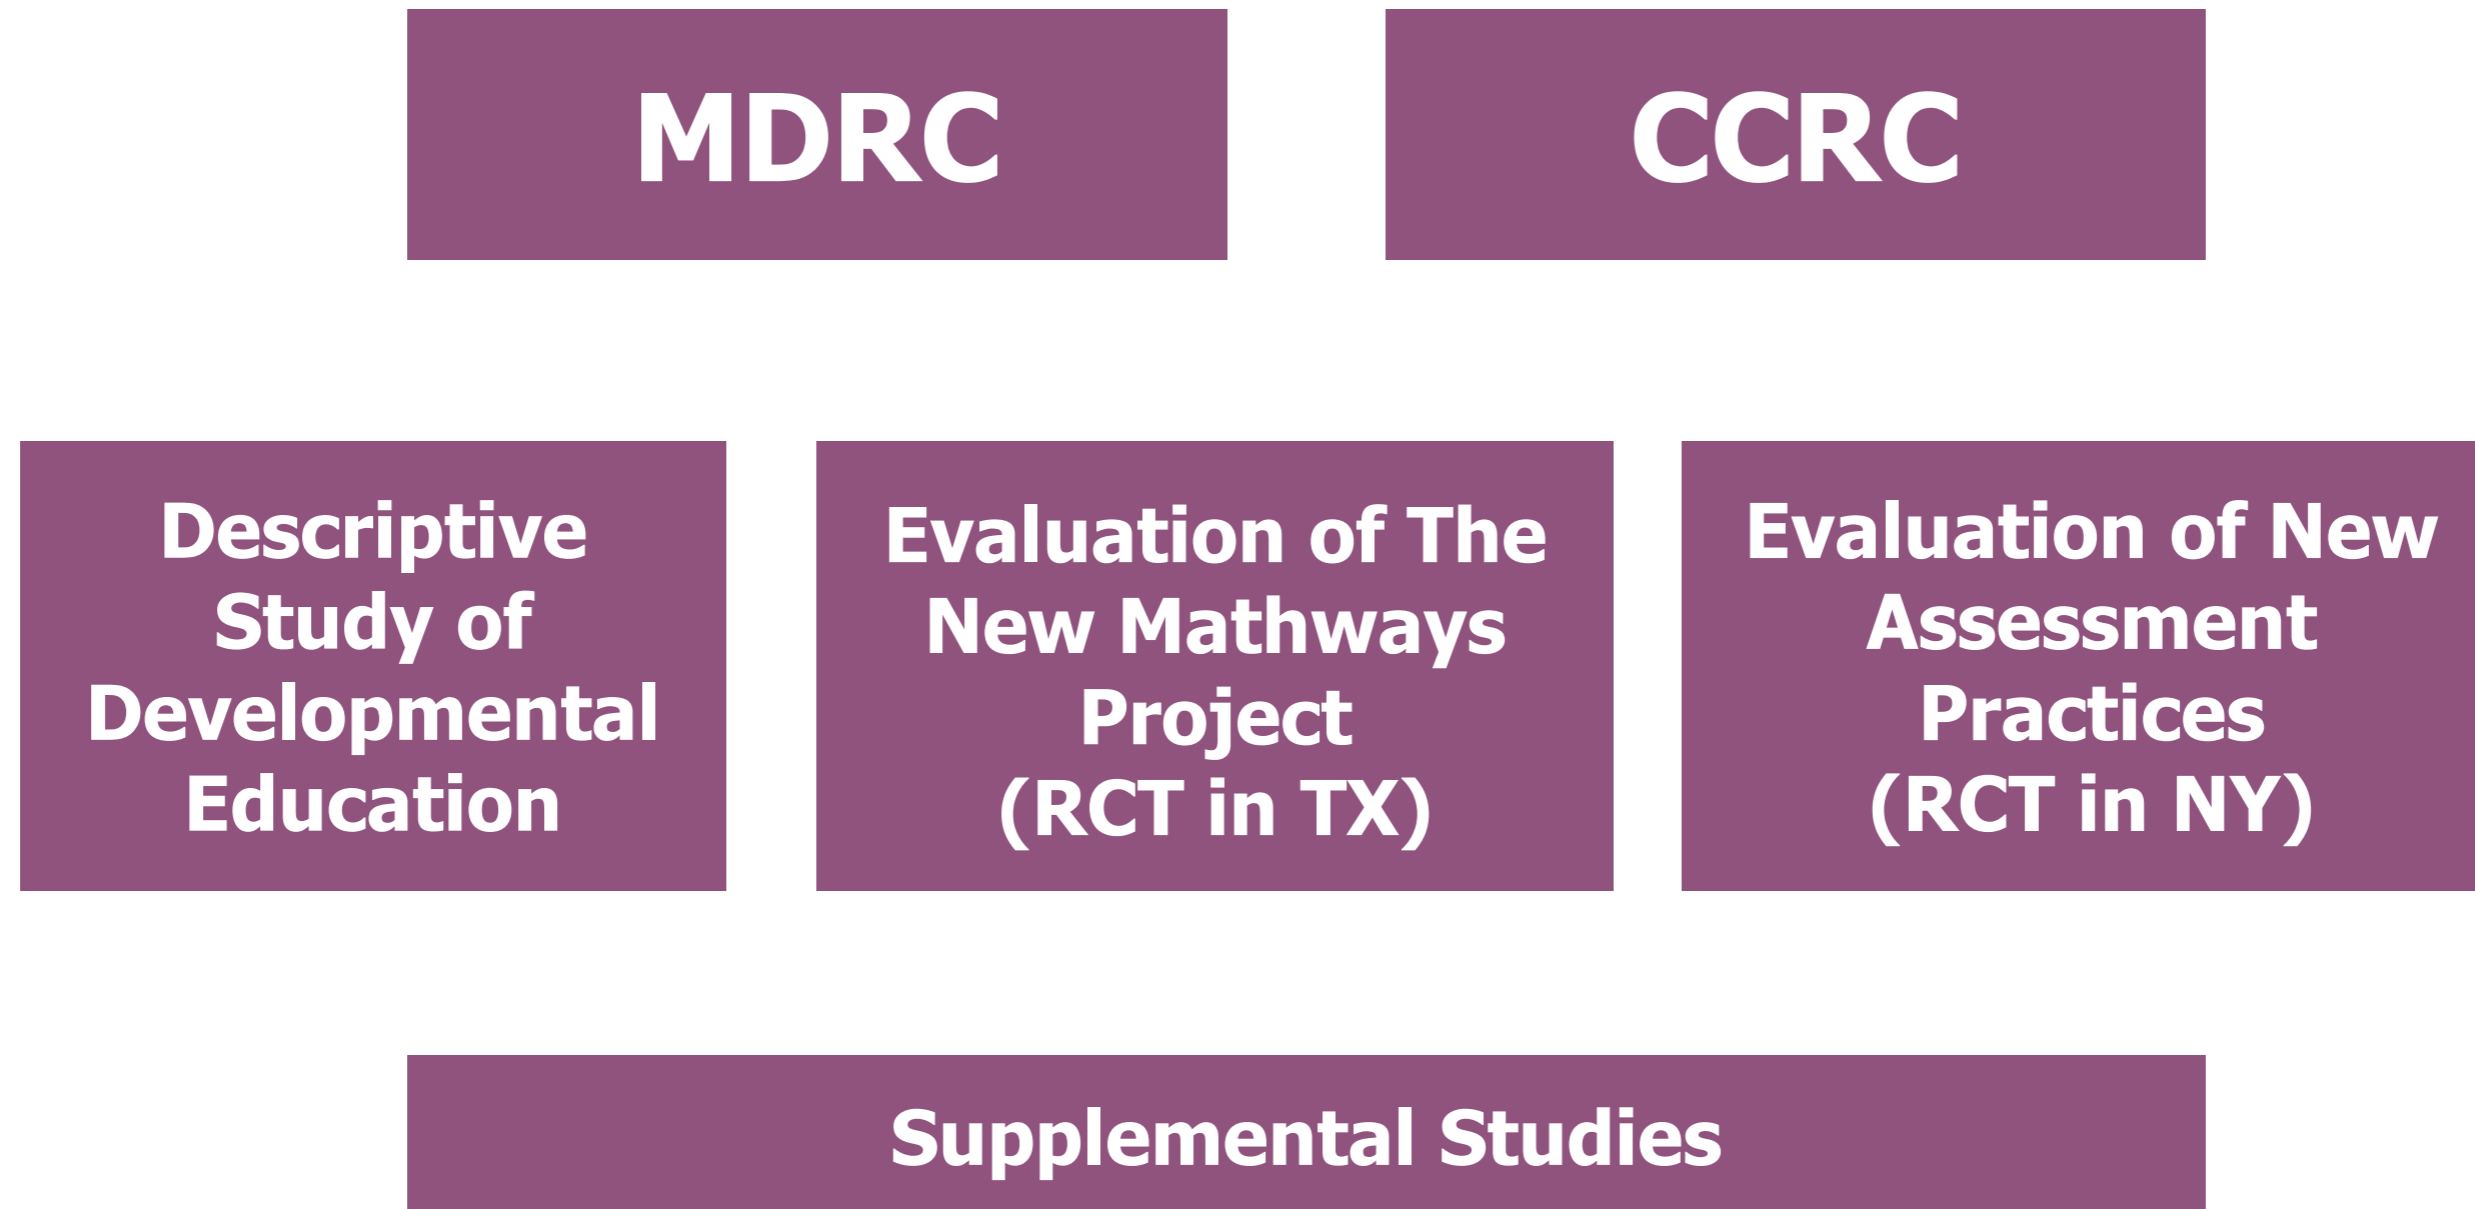 MDRC
CCRC
Descriptive
Study of
Developmental
Education
Evaluation of The
New Mathways
Project
(RCT in TX)
Evaluation of New
Assessment
Practices
(RCT in NY)
Supplemental Studies